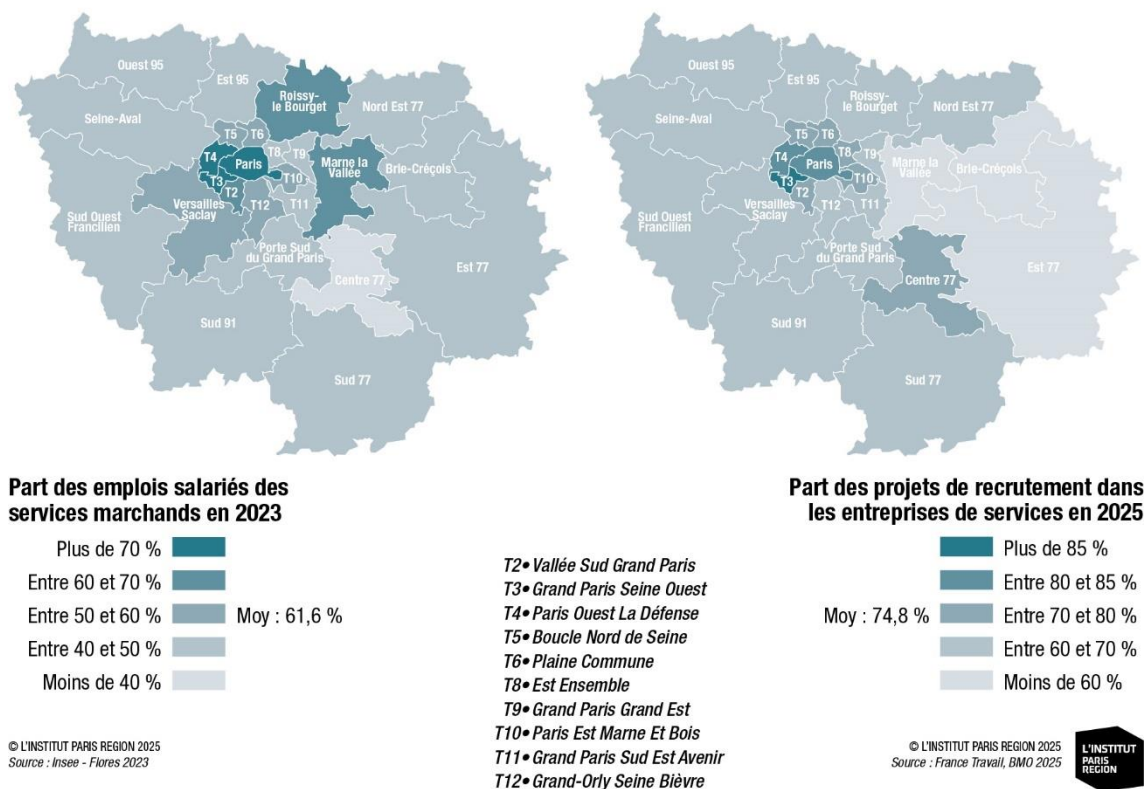 Ouest 95
Est 95
Roissy-
le Bourget
Nord Est 77
Seine-Aval
T5
T6
T4
Paris
T8
T9
Marne la
Vallée
Brie-Créçois
T3
T2
T10
Versailles
Saclay
T12
T11
Sud Ouest
Francilien
Porte Sud
du Grand Paris
Centre 77
Est 77
Sud 91
Sud 77
Ouest 95
Est 95
Roissy-
le Bourget
Nord Est 77
Seine-Aval
T5
T6
T4
Paris
T8
T9
Marne la
Vallée
Brie-Créçois
T3
T2
T10
Versailles
Saclay
T12
T11
Sud Ouest
Francilien
Porte Sud
du Grand Paris
Centre 77
Est 77
Sud 91
Sud 77
Part des emplois salariés des
services marchands en 2023
Plus de 70 %
Entre 60 et 70 %
Entre 50 et 60 % Moy : 61,6 %
Entre 40 et 50 %
Moins de 40 %
© L'INSTITUT PARIS REGION 2025
Source : Insee - Flores 2023
T2• Vallée Sud Grand Paris
T3• Grand Paris Seine Ouest
T4• Paris Ouest La Défense
T5• Boucle Nord de Seine
T6• Plaine Commune
T8• Est Ensemble
T9• Grand Paris Grand Est
T10• Paris Est Marne Et Bois
T11• Grand Paris Sud Est Avenir
T12• Grand-Orly Seine Bièvre
Part des projets de recrutement dans
les entreprises de services en 2025
Plus de 85 %
Entre 80 et 85 %
Moy : 74,8 % Entre 70 et 80 %
Entre 60 et 70 %
Moins de 60 %
© L'INSTITUT PARIS REGION 2025
Source : France Travail, BMO 2025
L'INSTITUT
PARIS
REGION